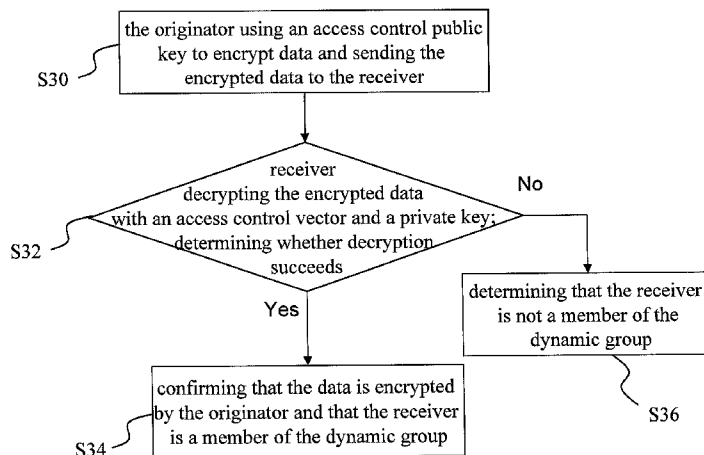 the originator using an access control public
key to encrypt data and sending the
encrypted data to the receiver
S30
receiver
decrypting the encrypted data
with an access control vector and a private key;
determining whether decryption
succeeds
S32
No
Yes
determining that the receiver
is not a member of the
dynamic group
S36
confirming that the data is encrypted
by the originator and that the receiver
is a member of the dynamic group
S34